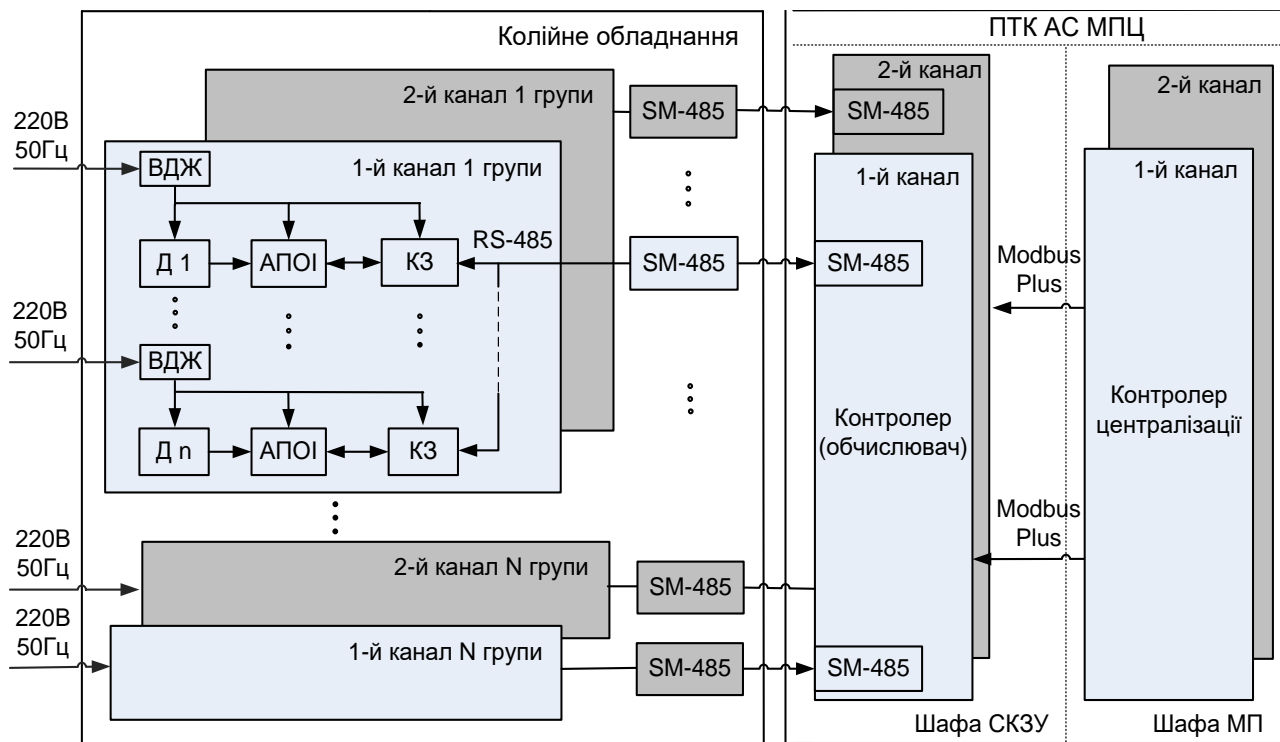 Колійне обладнання
ПТК АС МПЦ
2-й канал 1 групи
SM-485
2-й канал
SM-485
2-й канал
220В
50Гц
ВДЖ
1-й канал 1 групи
1-й канал
1-й канал
RS-485
Д 1
АПОІ
КЗ
SM-485
SM-485
Modbus
Plus
220В
50Гц
ВДЖ
Д n
АПОІ
КЗ
Контролер
(обчислювач)
Контролер
централізації
220В
50Гц
2-й канал N групи
SM-485
Modbus
Plus
220В
50Гц
1-й канал N групи
SM-485
SM-485
Шафа СКЗУ
Шафа МП